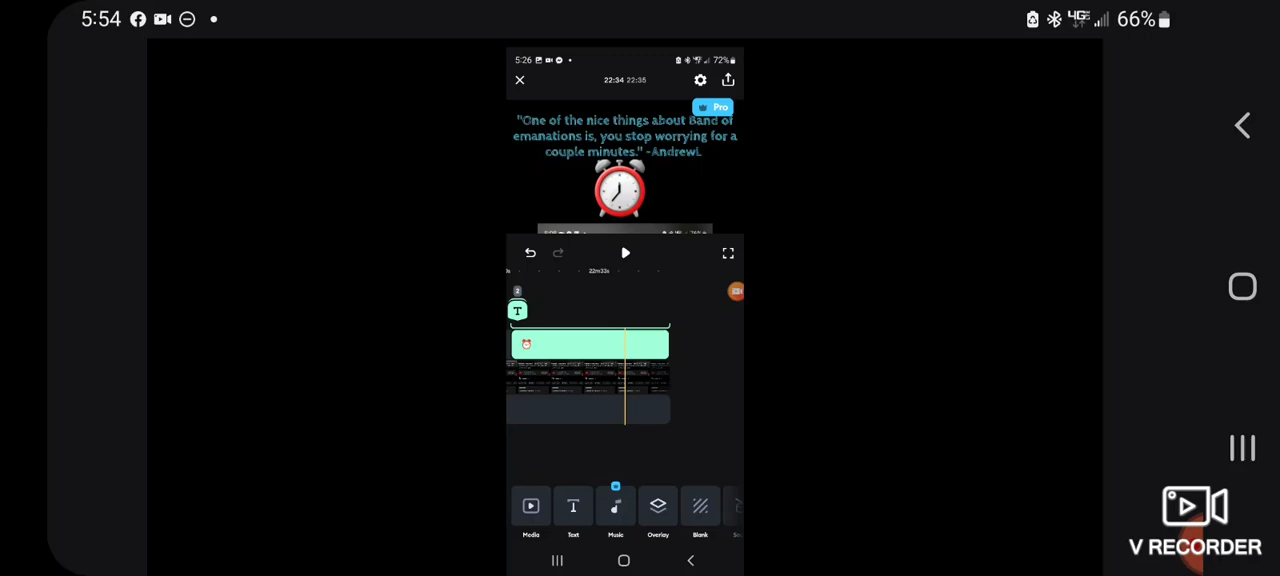 5:54
4G
66%
5:26
72%
22:34 22:35
Pro
"One of the nice things about Band of
emanations is, you stop worrying for a
couple minutes." -AndrewL
22m33s
2
T
Media
Text
Music
Overlay
Blank
V RECORDER